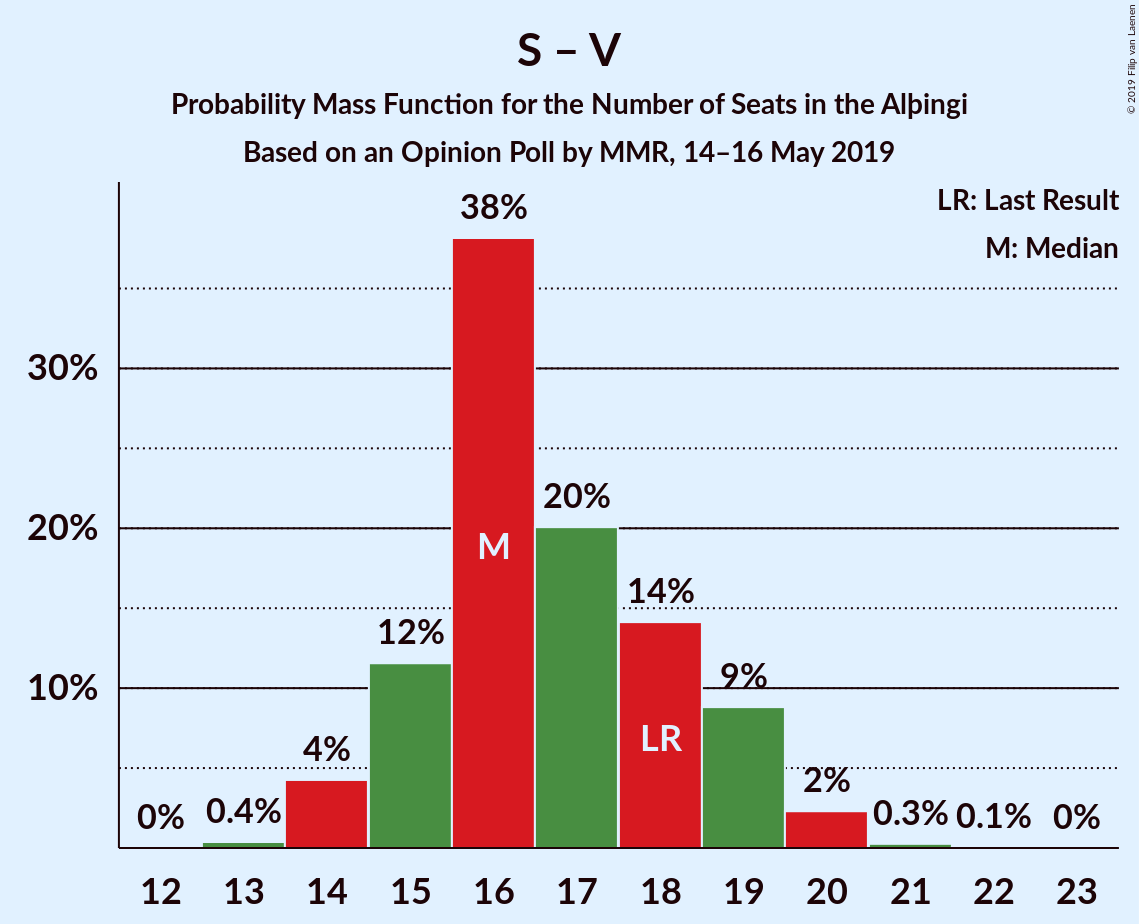 S – V
Probability Mass Function for the Number of Seats in the Alþingi
Based on an Opinion Poll by MMR, 14–16 May 2019
© 2019 Filip van Laenen
LR: Last Result
M: Median
38%
30%
20%
M
20%
14%
12%
10%
9%
LR
4%
2%
0%
0.4%
0.3%
0.1%
0%
12 13 14 15 16 17 18 19 20 21 22 23